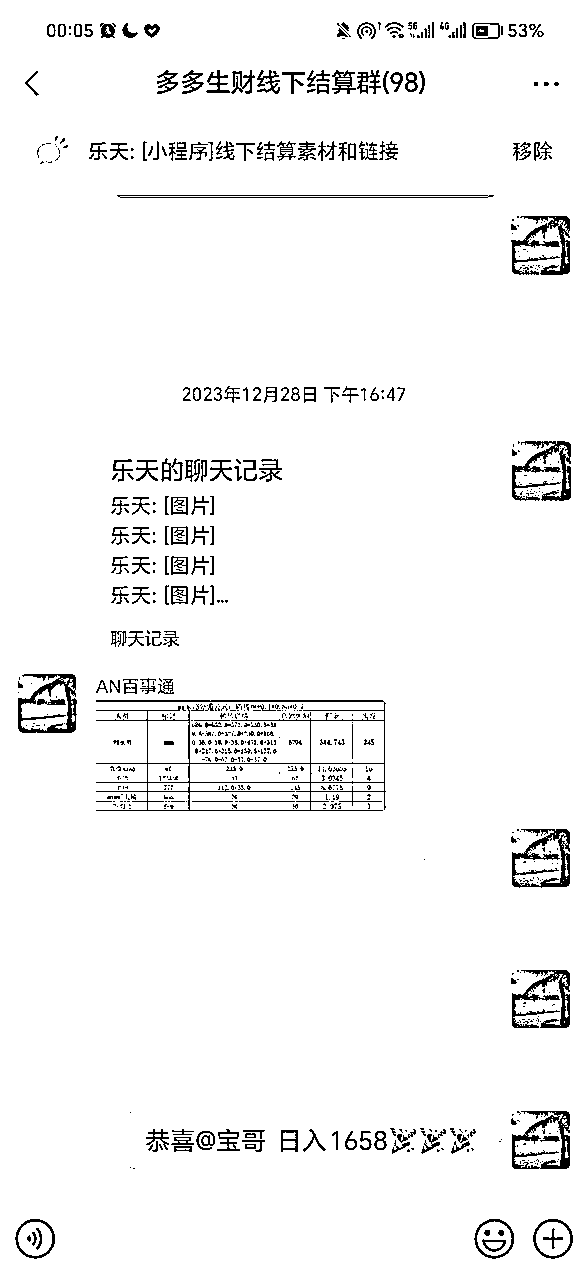 00:05
5G 4G 53%
多多生财线下结算群(98)
乐天: [小程序]线下结算素材和链接 移除
2023年12月28日 下午16:47
乐天的聊天记录
乐天: [图片]
乐天: [图片]
乐天: [图片]
乐天: [图片]...
聊天记录
AN百事通
恭喜@宝哥 日入1658